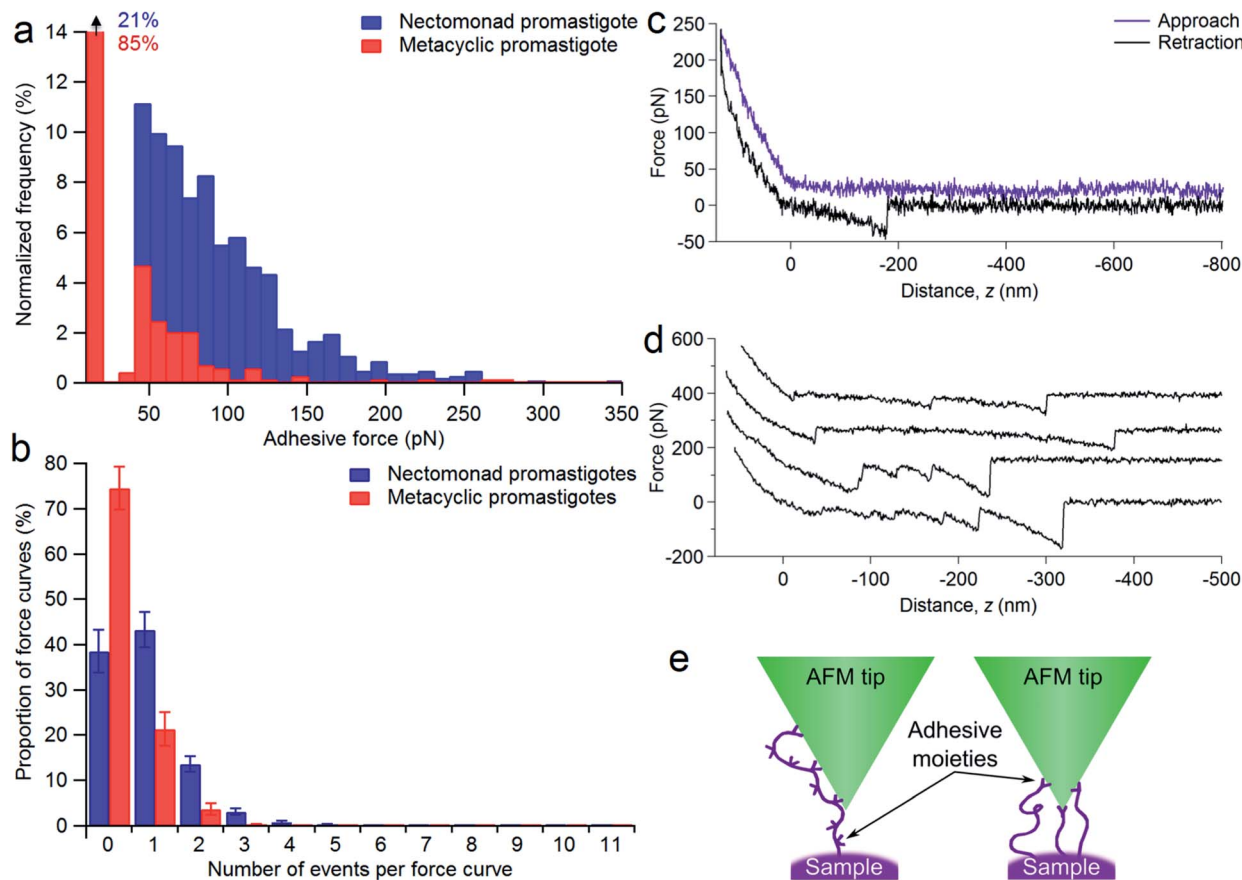 a
21%
85%
Nectomonad promastigote
Metacyclic promastigote
14
12
10
8
6
4
2
0
Normalized frequency (%)
50
100
150
200
250
300
350
Adhesive force (pN)
b
Nectomonad promastigotes
Metacyclic promastigotes
80
70
60
50
40
30
20
10
0
Proportion of force curves (%)
0
1
2
3
4
5
6
7
8
9
10
11
Number of events per force curve
c
Approach
Retraction
250
200
150
100
50
0
-50
Force (pN)
0
-200
-400
-600
-800
Distance, z (nm)
d
600
400
200
0
-200
Force (pN)
0
-100
-200
-300
-400
-500
Distance, z (nm)
e
AFM tip
AFM tip
Adhesive
moieties
Sample
Sample